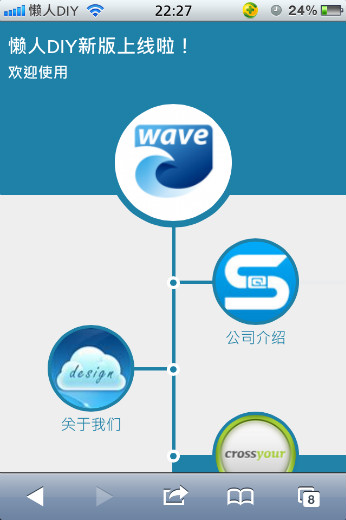 懒人DIY 22:27 24%
懒人DIY新版上线啦！
欢迎使用
wave
S@
公司介绍
design
关于我们
crossyour
8